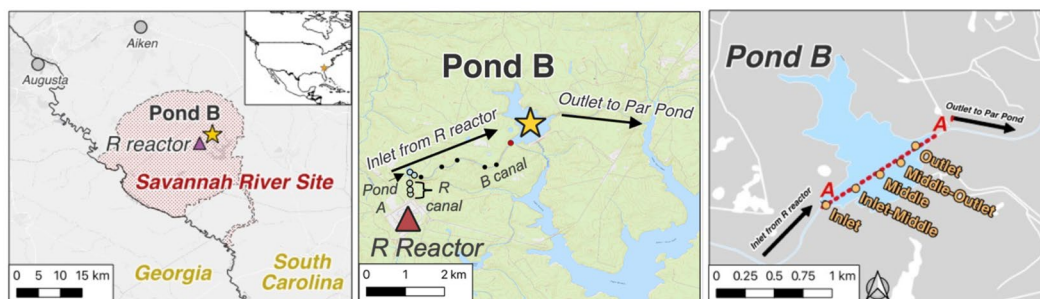 Aiken
Augusta
Pond B
R reactor
Savannah River Site
Georgia
South
Carolina
0 5 10 15 km
Pond B
Inlet from R reactor
Outlet to Par Pond
B canal
Pond
A
R
canal
R Reactor
0 1 2 km
Pond B
Outlet to Par Pond
A'
Outlet
Middle-Outlet
Middle
Inlet-Middle
Inlet
A
Inlet from R reactor
0 0.25 0.5 0.75 1 km